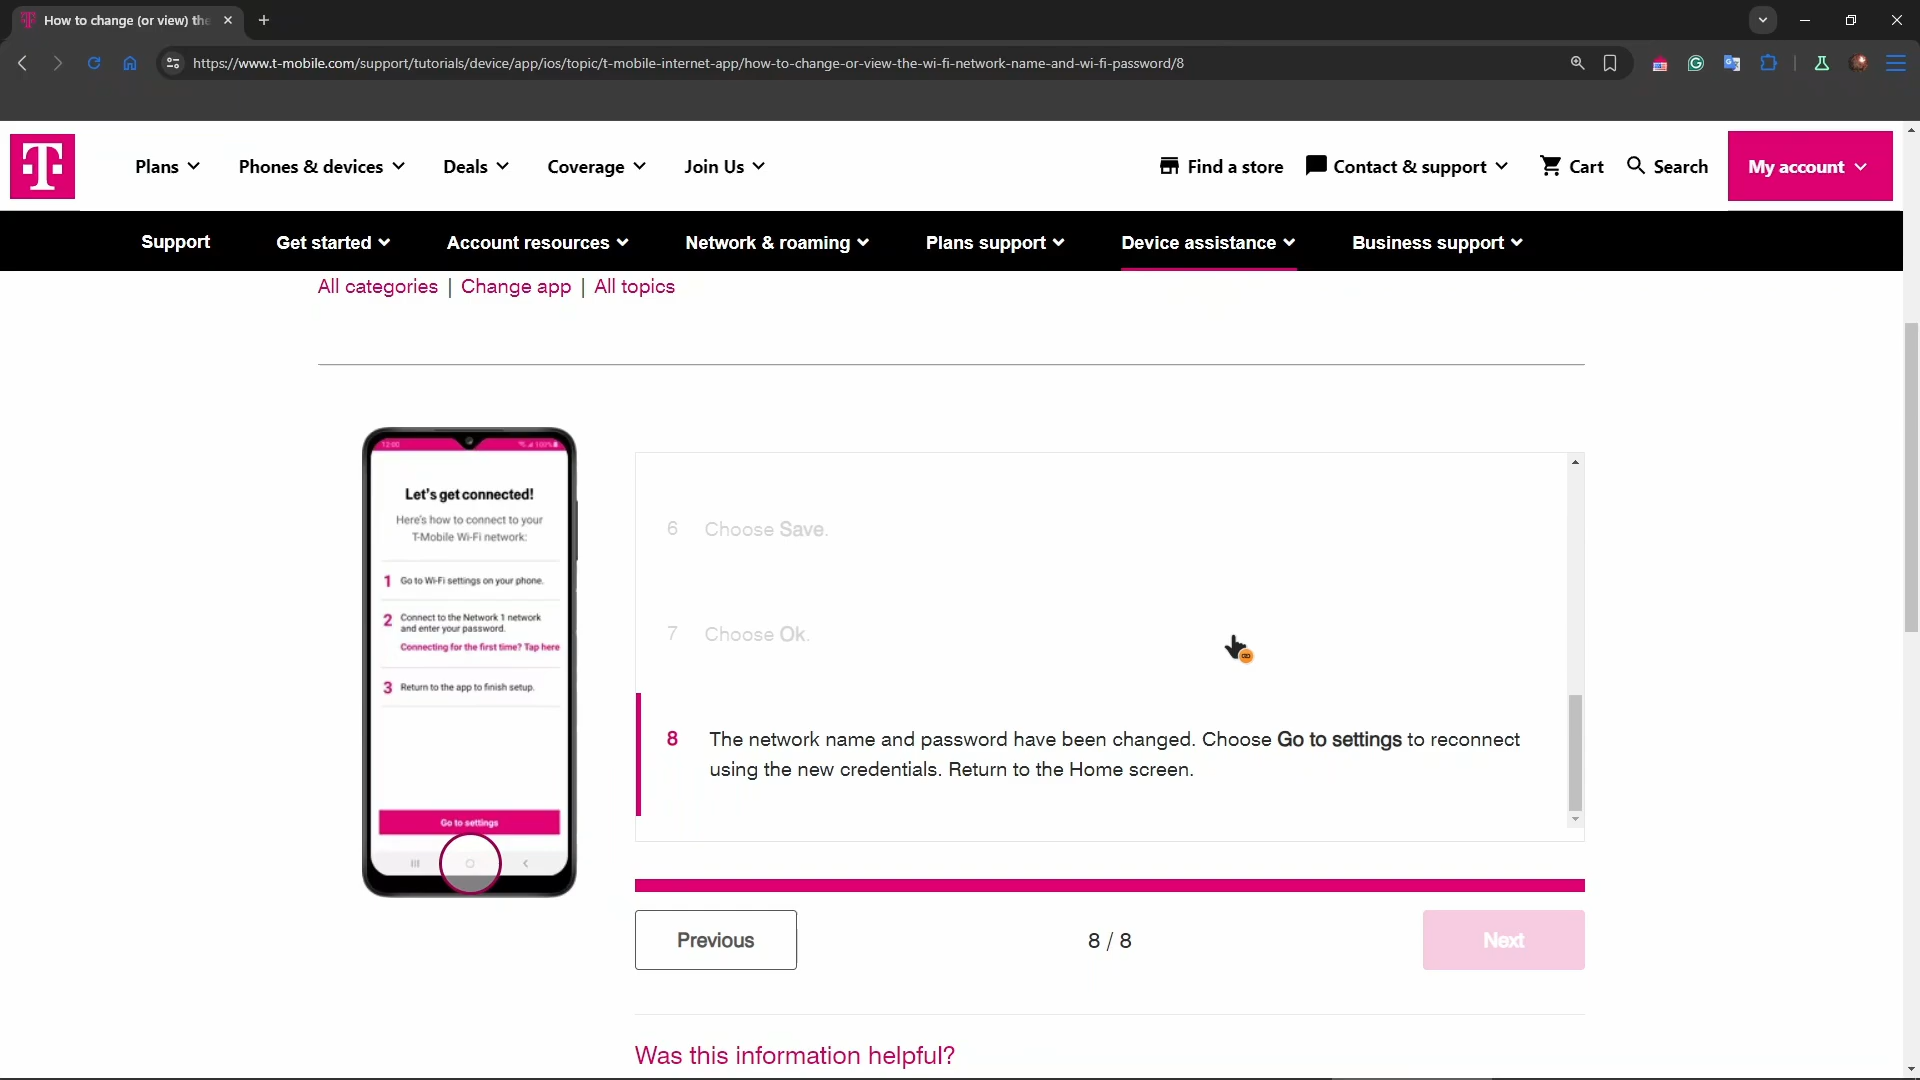 How to change (or view) the
https://www.t-mobile.com/support/tutorials/device/app/ios/topic/t-mobile-internet-app/how-to-change-or-view-the-wi-fi-network-name-and-wi-fi-password/8
T
Plans
Phones & devices
Deals
Coverage
Join Us
Find a store
Contact & support
Cart
Search
My account
Support
Get started
Account resources
Network & roaming
Plans support
Device assistance
Business support
All categories | Change app | All topics
12:00
100%
Let's get connected!
Here's how to connect to your
T-Mobile Wi-Fi network:
1 Go to Wi-Fi settings on your phone.
2 Connect to the Network 1 network
and enter your password.
Connecting for the first time? Tap here
3 Return to the app to finish setup.
Go to settings
6 Choose Save.
7 Choose Ok.
8 The network name and password have been changed. Choose Go to settings to reconnect
using the new credentials. Return to the Home screen.
Previous
8 / 8
Next
Was this information helpful?